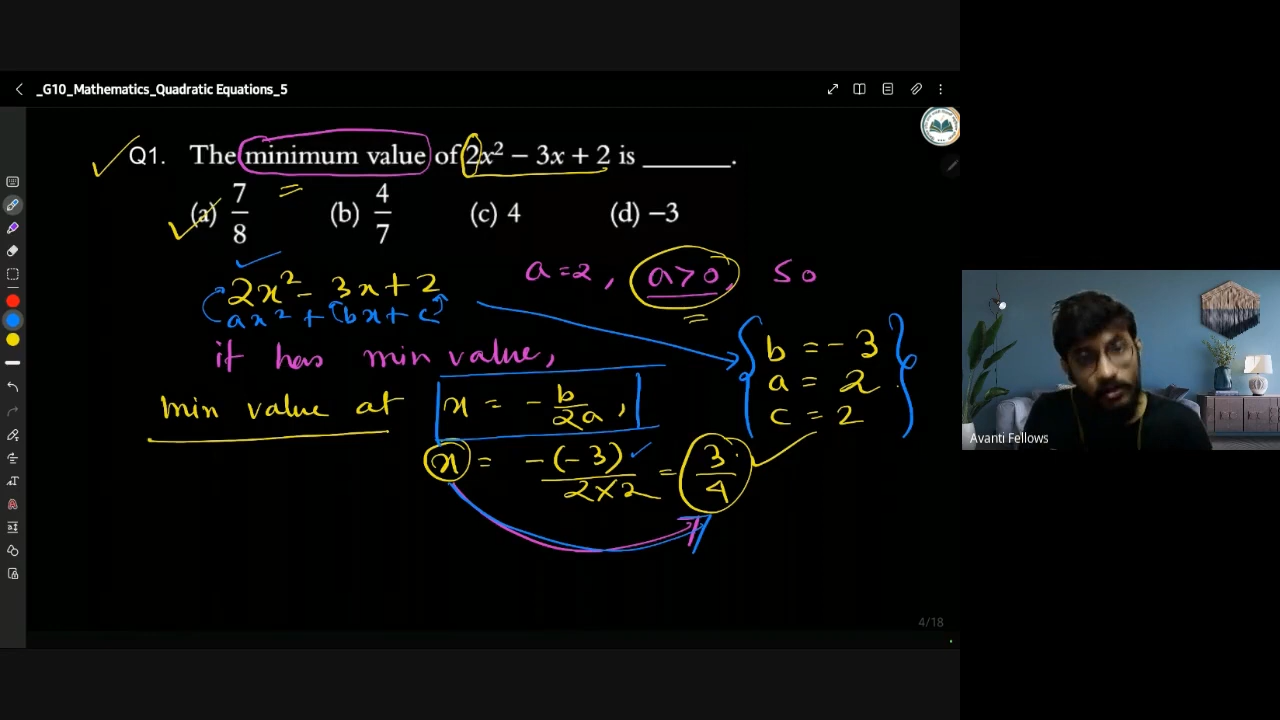 _G10_Mathematics_Quadratic Equations_5
Q1. The minimum value of 2x² − 3x + 2 is ______.
(a) 7/8 = (b) 4/7 (c) 4 (d) −3
a = 2, a > 0, so
2x² − 3x + 2
ax² + bx + c
it has min value,
b = −3
a = 2
c = 2
min value at x = −b/2a,
x = −(−3)/2×2 = 3/4
Avanti Fellows
4/18